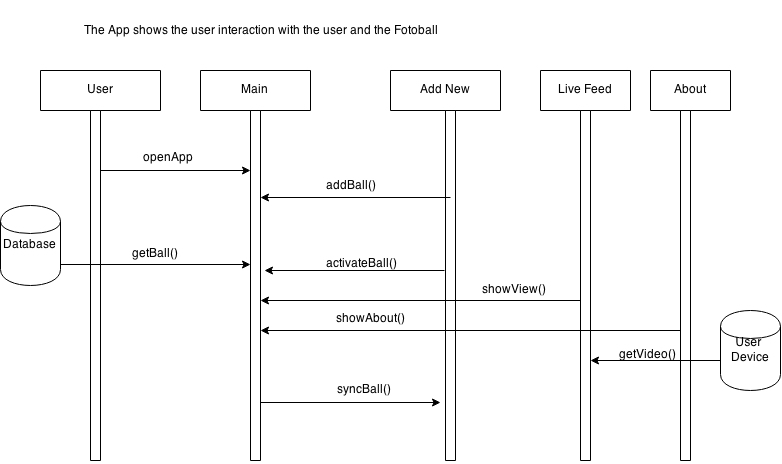 The App shows the user interaction with the user and the Fotoball
User
Main
Add New
Live Feed
About
openApp
addBall()
Database
getBall()
activateBall()
showView()
showAbout()
User
Device
getVideo()
syncBall()